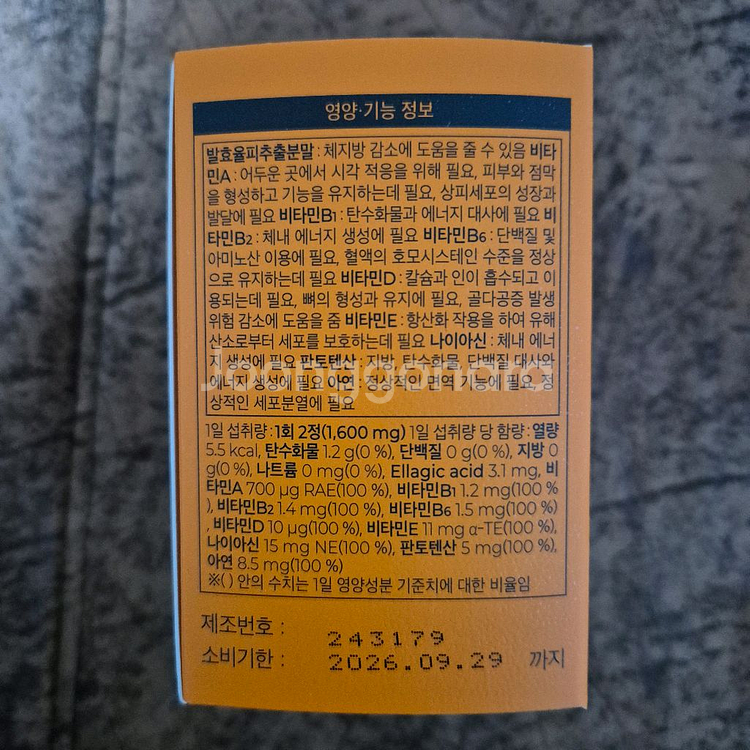 영양·기능 정보
발효율피추출분말 : 체지방 감소에 도움을 줄 수 있음 비타
민A : 어두운 곳에서 시각 적응을 위해 필요, 피부와 점막
을 형성하고 기능을 유지하는데 필요, 상피세포의 성장과
발달에 필요 비타민B1 : 탄수화물과 에너지 대사에 필요 비
타민B2 : 체내 에너지 생성에 필요 비타민B6 : 단백질 및
아미노산 이용에 필요, 혈액의 호모시스테인 수준을 정상
으로 유지하는데 필요 비타민D : 칼슘과 인이 흡수되고 이
용되는데 필요, 뼈의 형성과 유지에 필요, 골다공증 발생
위험 감소에 도움을 줌 비타민E : 항산화 작용을 하여 유해
산소로부터 세포를 보호하는데 필요 나이아신 : 체내 에너
지 생성에 필요 판토텐산 : 지방, 탄수화물, 단백질 대사와
에너지 생성에 필요 아연 : 정상적인 면역 기능에 필요, 정
상적인 세포분열에 필요
Joonggonara
1일 섭취량 : 1회 2정(1,600 mg) 1일 섭취량 당 함량 : 열량
5.5 kcal, 탄수화물 1.2 g(0 %), 단백질 0 g(0 %), 지방 0
g(0 %), 나트륨 0 mg(0 %), Ellagic acid 3.1 mg, 비
타민A 700 μg RAE(100 %), 비타민B1 1.2 mg(100 %
), 비타민B2 1.4 mg(100 %), 비타민B6 1.5 mg(100 %)
, 비타민D 10 μg(100 %), 비타민E 11 mg α-TE(100 %),
나이아신 15 mg NE(100 %), 판토텐산 5 mg(100 %),
아연 8.5 mg(100 %)
※( ) 안의 수치는 1일 영양성분 기준치에 대한 비율임
제조번호 : 243179
소비기한 : 2026.09.29 까지